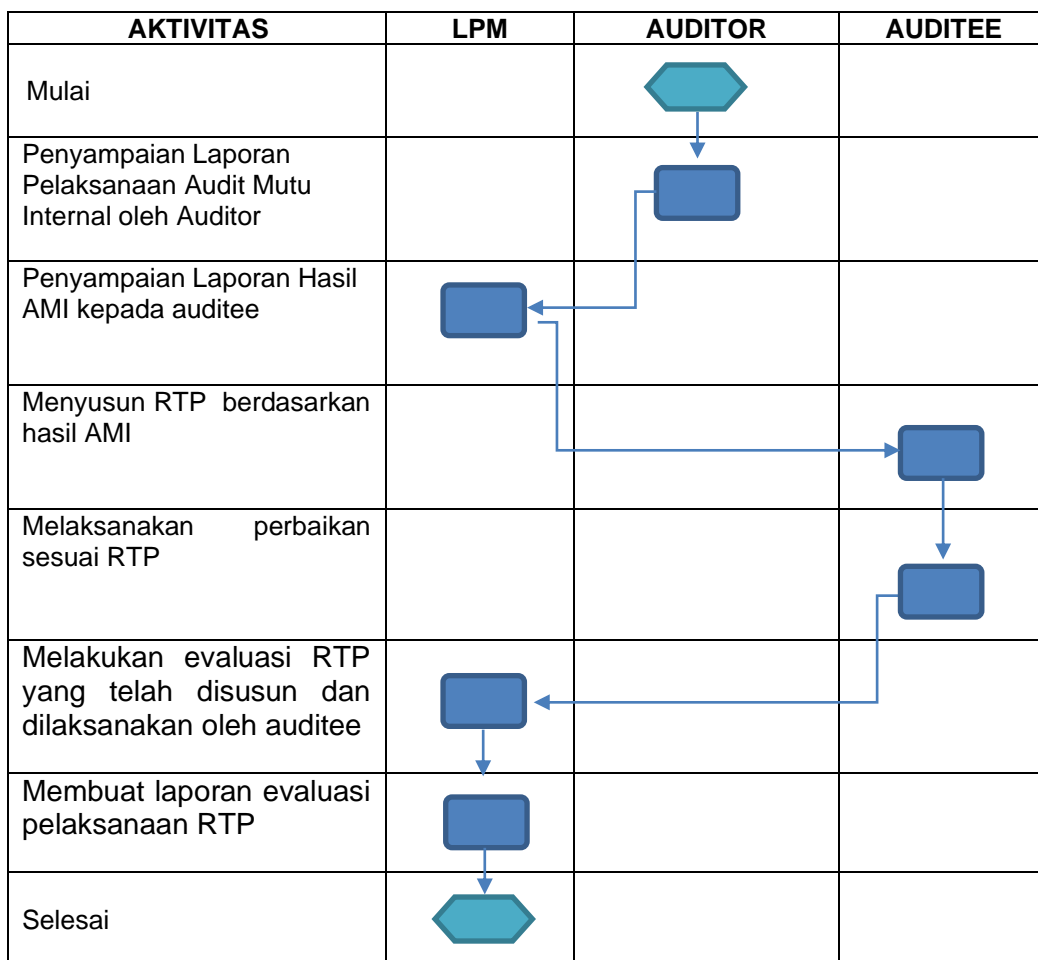 AKTIVITAS LPM AUDITOR AUDITEE
Mulai
Penyampaian Laporan
Pelaksanaan Audit Mutu
Internal oleh Auditor
Penyampaian Laporan Hasil
AMI kepada auditee
Menyusun RTP berdasarkan
hasil AMI
Melaksanakan perbaikan
sesuai RTP
Melakukan evaluasi RTP
yang telah disusun dan
dilaksanakan oleh auditee
Membuat laporan evaluasi
pelaksanaan RTP
Selesai